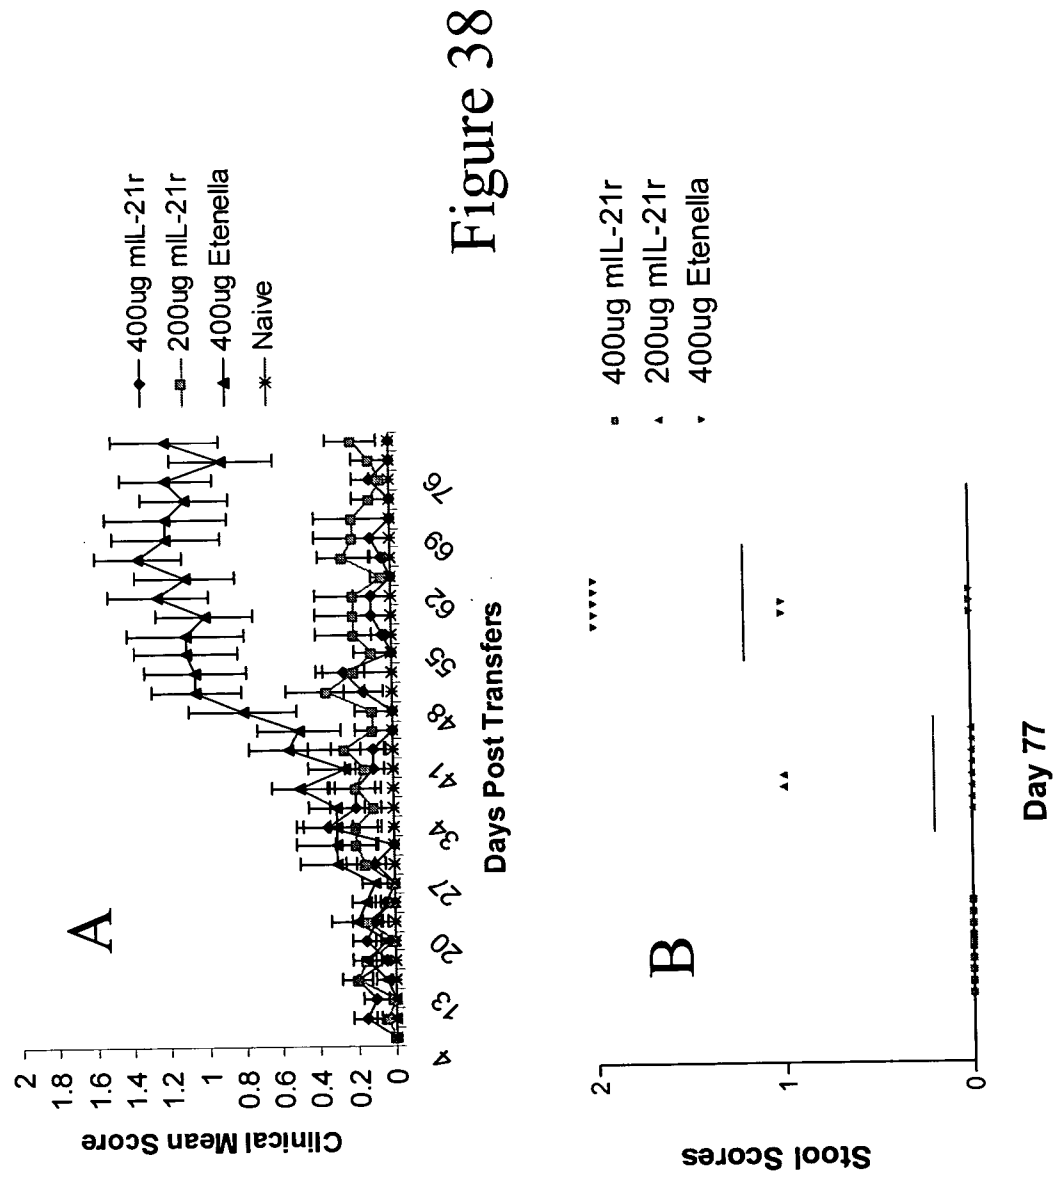 A
Clinical Mean Score
2
1.8
1.6
1.4
1.2
1
0.8
0.6
0.4
0.2
0
4 13 20 27 34 41 48 55 62 69 76
Days Post Transfers
400ug mIL-21r
200ug mIL-21r
400ug Etenella
Naive
Figure 38
B
Stool Scores
2
1
0
Day 77
400ug mIL-21r
200ug mIL-21r
400ug Etenella